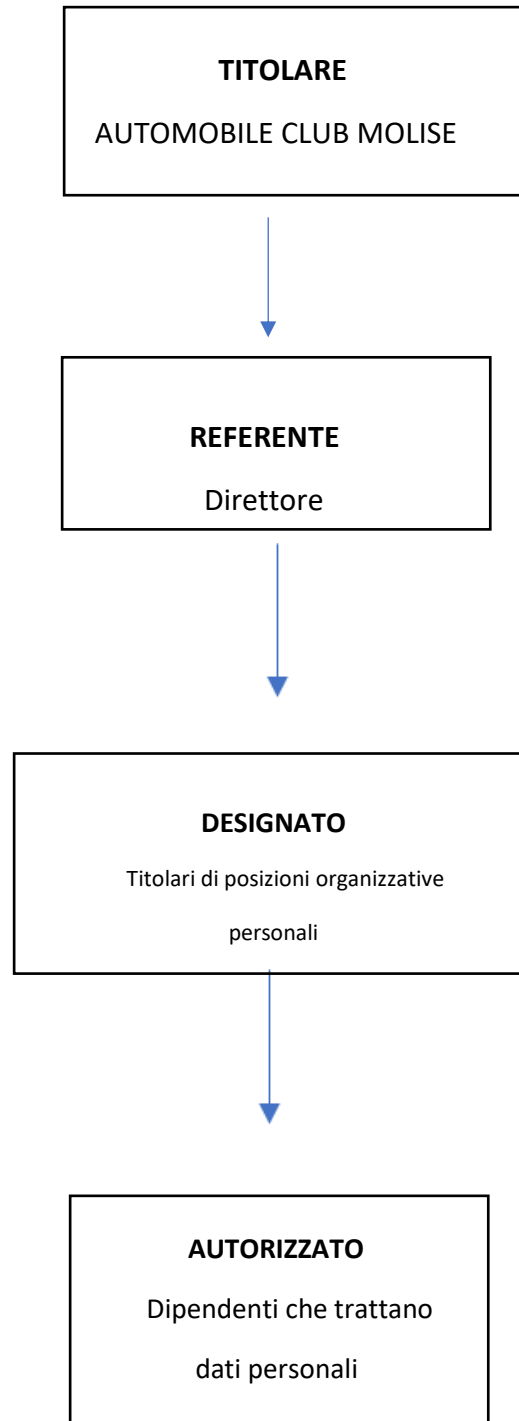 TITOLARE
AUTOMOBILE CLUB MOLISE
REFERENTE
Direttore
DESIGNATO
Titolari di posizioni organizzative
personali
AUTORIZZATO
Dipendenti che trattano
dati personali